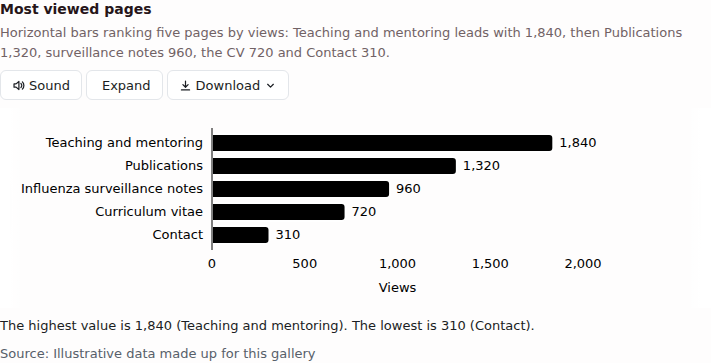 Most viewed pages
Horizontal bars ranking five pages by views: Teaching and mentoring leads with 1,840, then Publications
1,320, surveillance notes 960, the CV 720 and Contact 310.
Sound Expand Download
Teaching and mentoring 1,840
Publications 1,320
Influenza surveillance notes 960
Curriculum vitae 720
Contact 310
0 500 1,000 1,500 2,000
Views
The highest value is 1,840 (Teaching and mentoring). The lowest is 310 (Contact).
Source: Illustrative data made up for this gallery